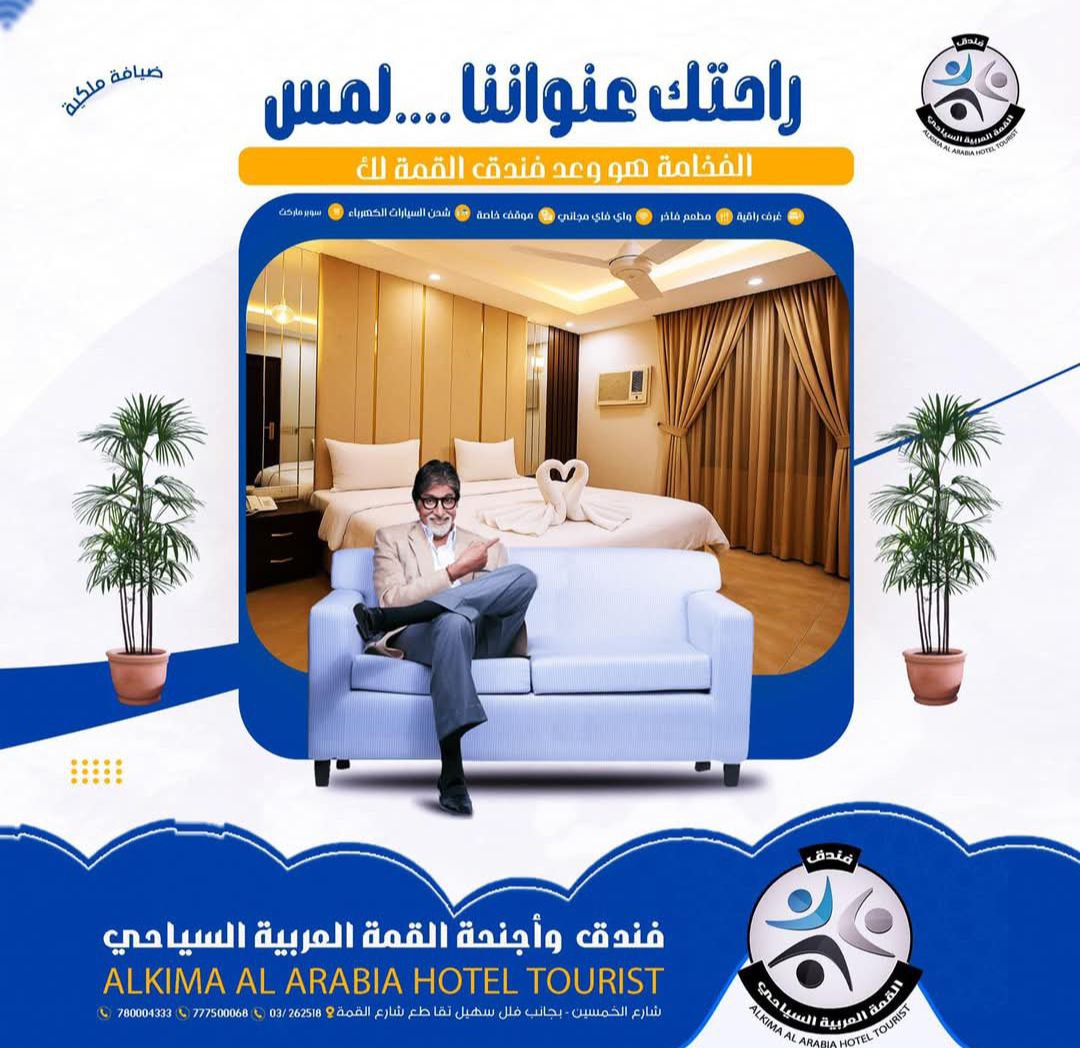 ضيافة ملكية
راحتك عنواننا ....لمس
فندق
القمة العربية السياحي
ALKIMA AL ARABIA HOTEL TOURIST
الفخامة هو وعد فندق القمة لك
غرف راقية مطعم فاخر واي فاي مجاني موقف خاصة شحن السيارات الكهرباء سوبر ماركت
فندق وأجنحة القمة العربية السياحي
ALKIMA AL ARABIA HOTEL TOURIST
شارع الخمسين - بجانب فلل سهيل تقا طع شارع القمة 03/ 262518 777500068 780004333
فندق
القمة العربية السياحي
ALKIMA AL ARABIA HOTEL TOURIST